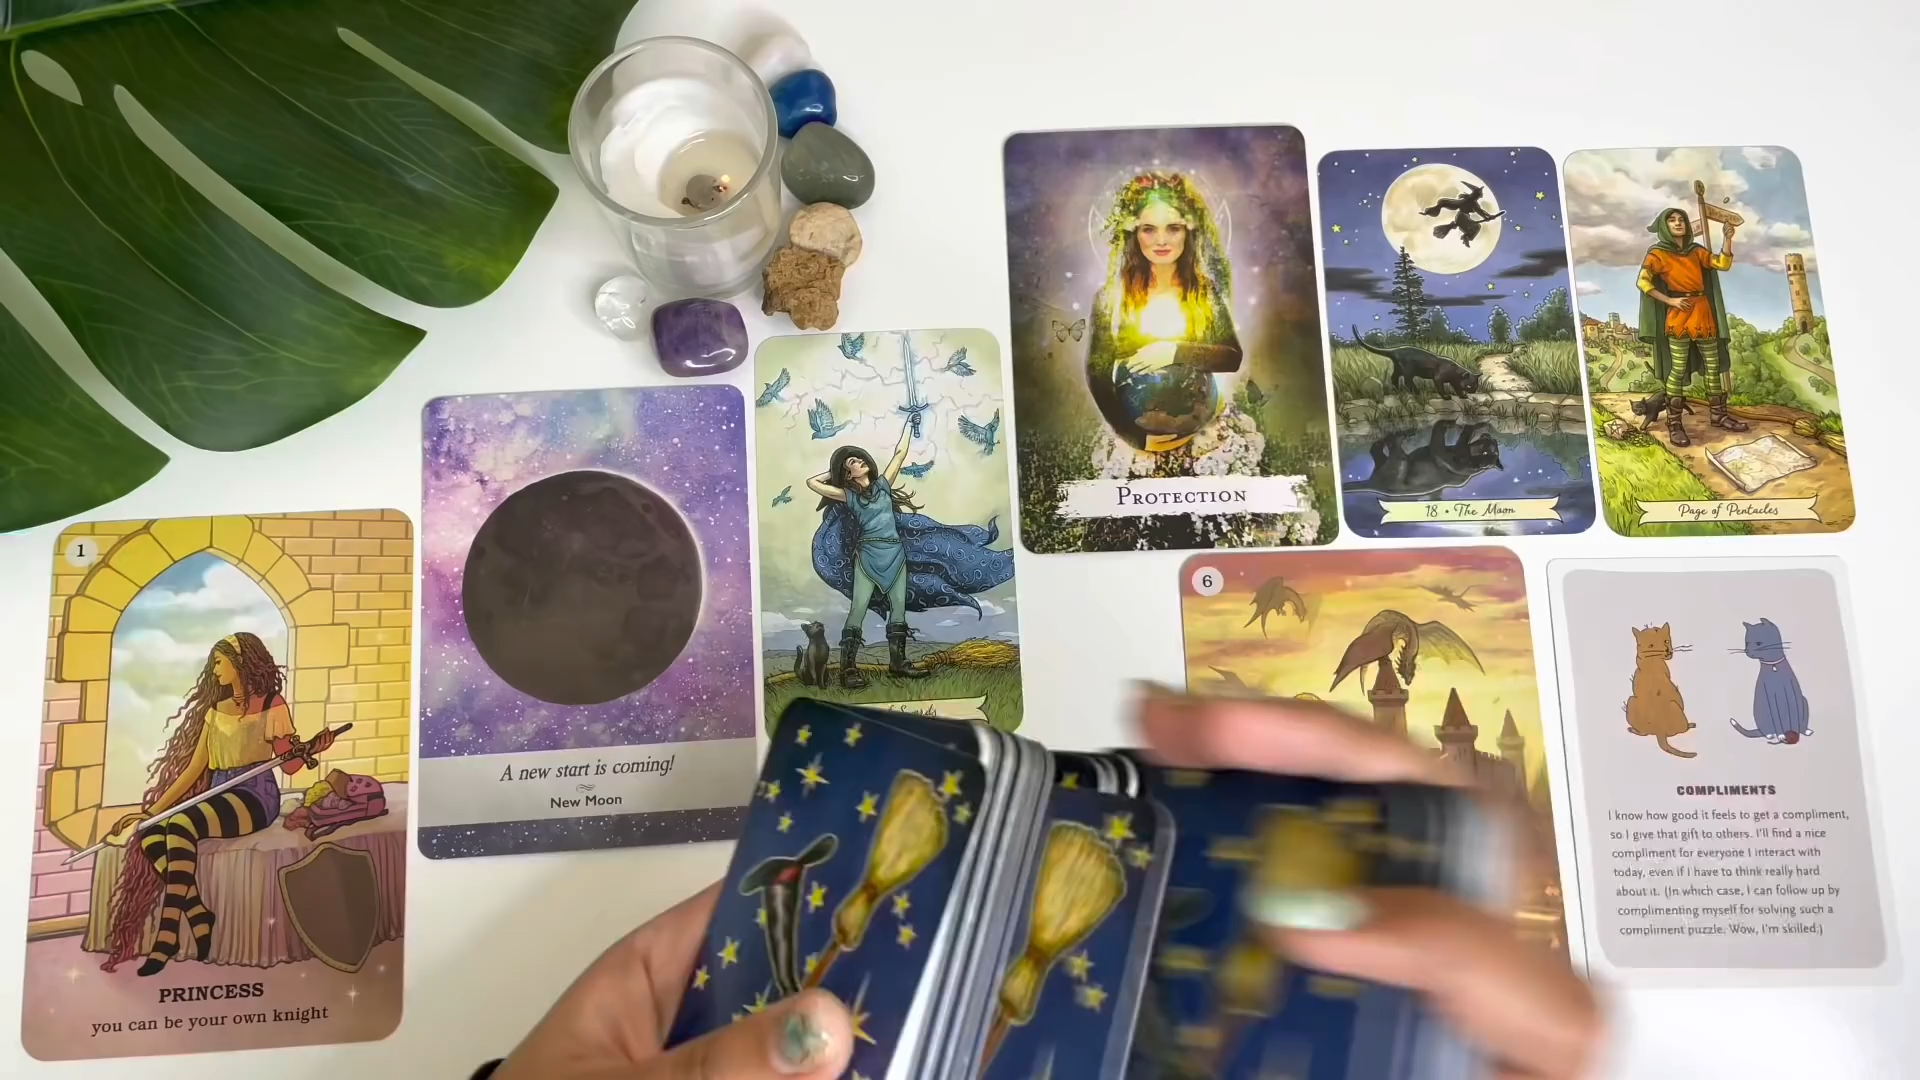 1
PRINCESS
you can be your own knight
A new start is coming!
New Moon
PROTECTION
18 • The Moon
Page of Pentacles
6
COMPLIMENTS
I know how good it feels to get a compliment,
so I give that gift to others. I'll find a nice
compliment for everyone I interact with
today, even if I have to think really hard
about it. (In which case, I can follow up by
complimenting myself for solving such a
compliment puzzle. Wow, I'm skilled.)